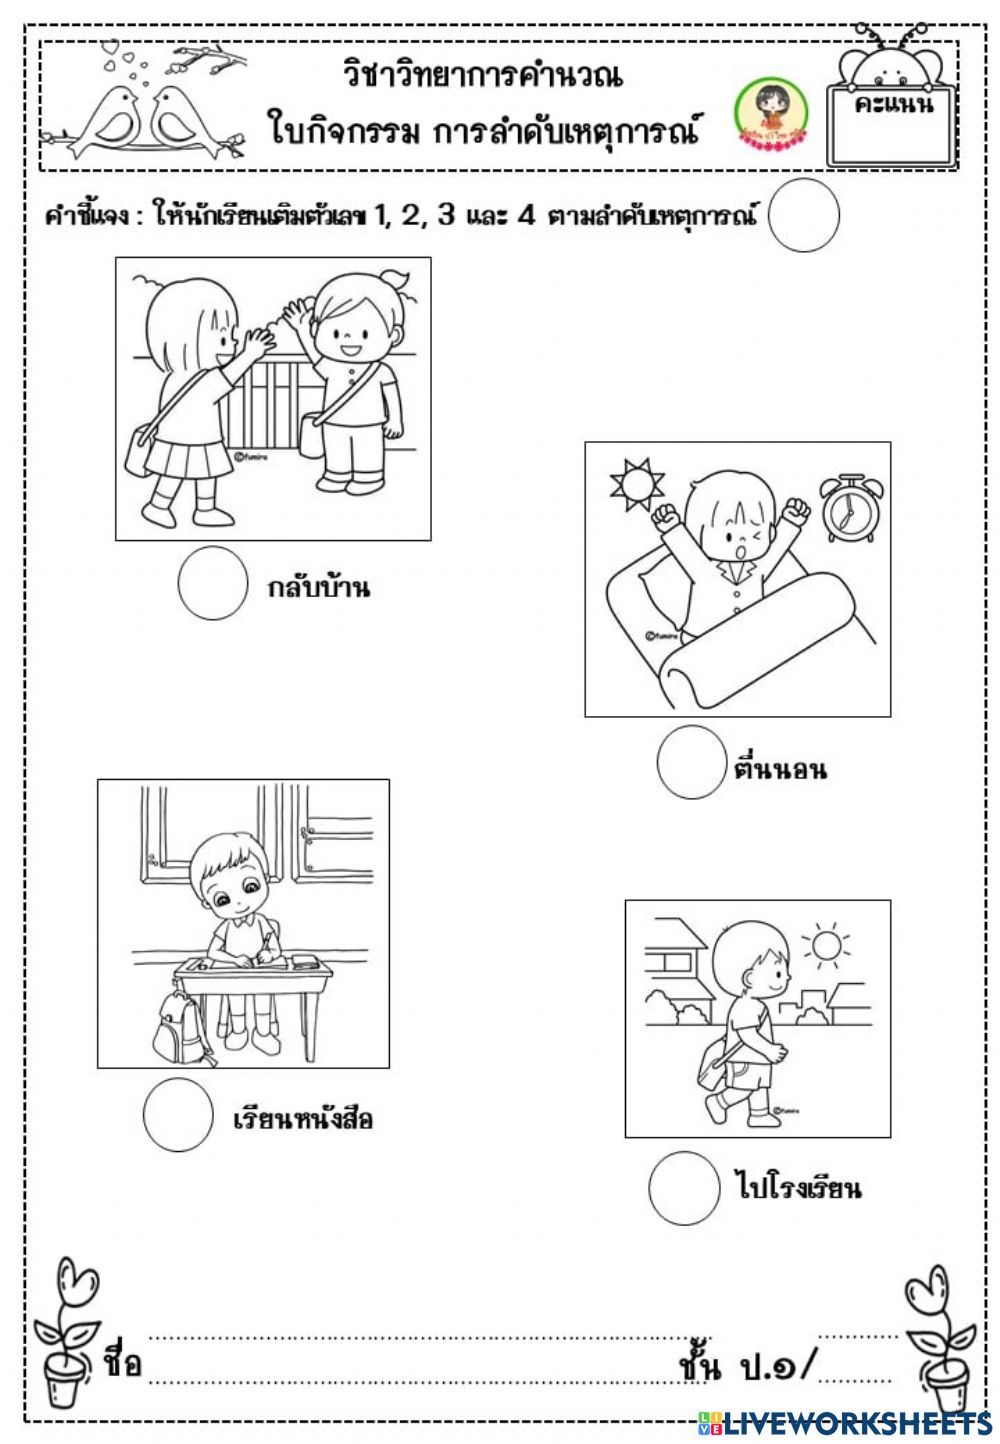 วิชาวิทยาการคำนวณ
ใบกิจกรรม การลำดับเหตุการณ์
คะแนน
คำชี้แจง : ให้นักเรียนเติมตัวเลข 1, 2, 3 และ 4 ตามลำดับเหตุการณ์
©fumira
กลับบ้าน
©fumira
ตื่นนอน
เรียนหนังสือ
©fumira
ไปโรงเรียน
ชื่อ ชั้น ป.๑/
LIVEWORKSHEETS